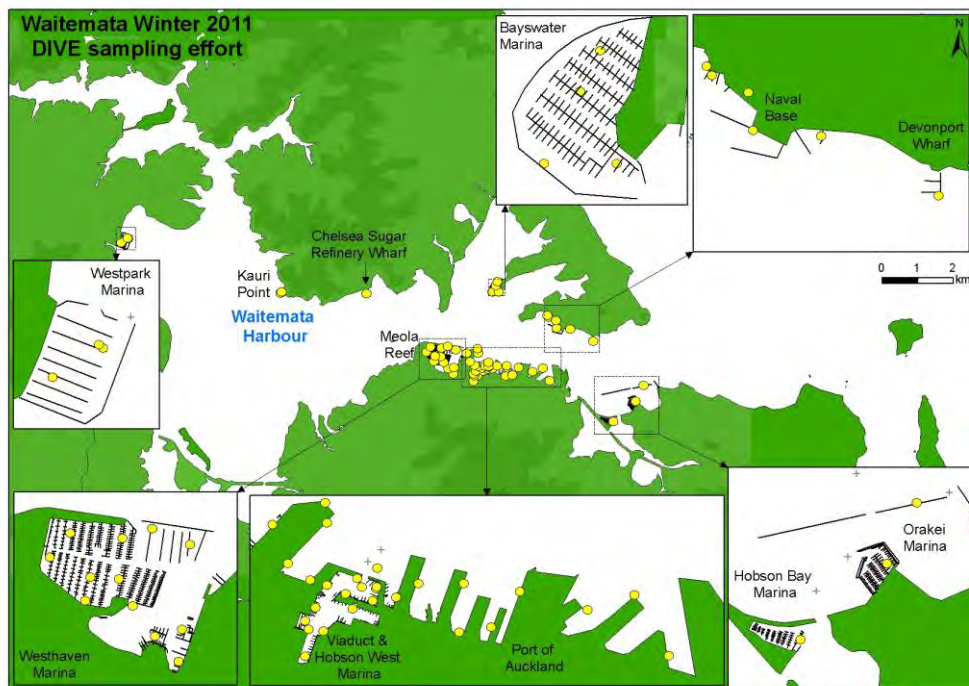 Waitemata Winter 2011
DIVE sampling effort
Bayswater
Marina
N
Naval
Base
Devonport
Wharf
Chelsea Sugar
Refinery Wharf
Kauri
Point
Westpark
Marina
Waitemata
Harbour
Meola
Reef
0 1 2
km
Orakei
Marina
Hobson Bay
Marina
Westhaven
Marina
Viaduct &
Hobson West
Marina
Port of
Auckland